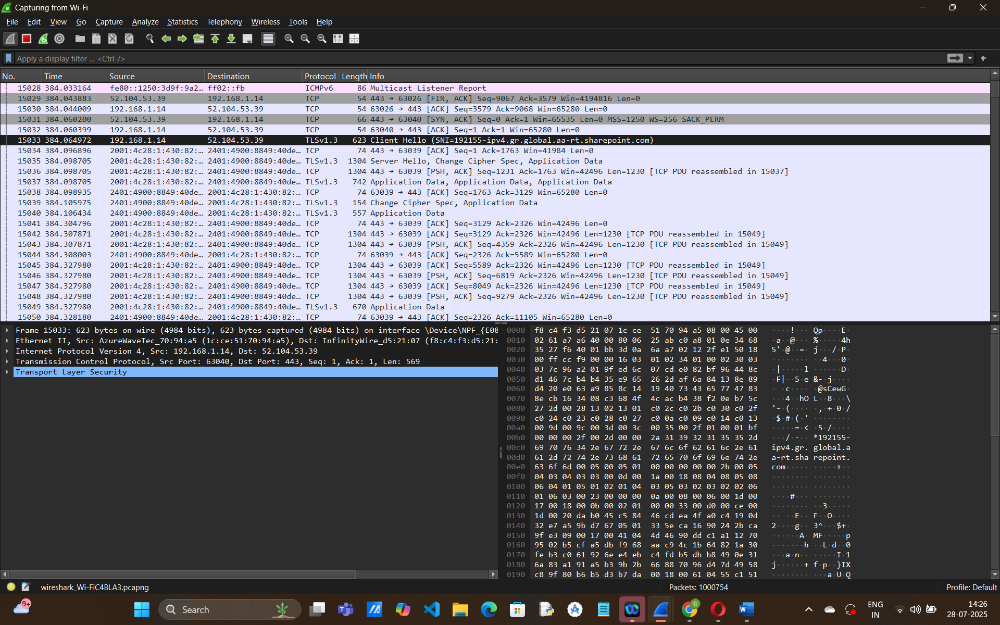 Capturing from Wi-Fi
File Edit View Go Capture Analyze Statistics Telephony Wireless Tools Help
Apply a display filter … <Ctrl-/>
No. Time Source Destination Protocol Length Info
15028 384.033164 fe80::1250:3d9f:9a2… ff02::fb ICMPv6 86 Multicast Listener Report
15029 384.043883 52.104.53.39 192.168.1.14 TCP 54 443 → 63026 [FIN, ACK] Seq=9067 Ack=3579 Win=4194816 Len=0
15030 384.044009 192.168.1.14 52.104.53.39 TCP 54 63026 → 443 [ACK] Seq=3579 Ack=9068 Win=65280 Len=0
15031 384.060200 52.104.53.39 192.168.1.14 TCP 66 443 → 63040 [SYN, ACK] Seq=0 Ack=1 Win=65535 Len=0 MSS=1250 WS=256 SACK_PERM
15032 384.060399 192.168.1.14 52.104.53.39 TCP 54 63040 → 443 [ACK] Seq=1 Ack=1 Win=65280 Len=0
15033 384.064972 192.168.1.14 52.104.53.39 TLSv1.3 623 Client Hello (SNI=192155-ipv4.gr.global.aa-rt.sharepoint.com)
15034 384.096896 2001:4c28:1:430:82:… 2401:4900:8849:40de… TCP 74 443 → 63039 [ACK] Seq=1 Ack=1763 Win=41984 Len=0
15035 384.098705 2001:4c28:1:430:82:… 2401:4900:8849:40de… TLSv1.3 1304 Server Hello, Change Cipher Spec, Application Data
15036 384.098705 2001:4c28:1:430:82:… 2401:4900:8849:40de… TCP 1304 443 → 63039 [PSH, ACK] Seq=1231 Ack=1763 Win=42496 Len=1230 [TCP PDU reassembled in 15037]
15037 384.098705 2001:4c28:1:430:82:… 2401:4900:8849:40de… TLSv1.3 742 Application Data, Application Data, Application Data
15038 384.098935 2401:4900:8849:40de… 2001:4c28:1:430:82:… TCP 74 63039 → 443 [ACK] Seq=1763 Ack=3129 Win=65280 Len=0
15039 384.105975 2401:4900:8849:40de… 2001:4c28:1:430:82:… TLSv1.3 154 Change Cipher Spec, Application Data
15040 384.106434 2401:4900:8849:40de… 2001:4c28:1:430:82:… TLSv1.3 557 Application Data
15041 384.304796 2001:4c28:1:430:82:… 2401:4900:8849:40de… TCP 74 443 → 63039 [ACK] Seq=3129 Ack=2326 Win=42496 Len=0
15042 384.307871 2001:4c28:1:430:82:… 2401:4900:8849:40de… TCP 1304 443 → 63039 [ACK] Seq=3129 Ack=2326 Win=42496 Len=1230 [TCP PDU reassembled in 15049]
15043 384.307871 2001:4c28:1:430:82:… 2401:4900:8849:40de… TCP 1304 443 → 63039 [PSH, ACK] Seq=4359 Ack=2326 Win=42496 Len=1230 [TCP PDU reassembled in 15049]
15044 384.308003 2401:4900:8849:40de… 2001:4c28:1:430:82:… TCP 74 63039 → 443 [ACK] Seq=2326 Ack=5589 Win=65280 Len=0
15045 384.327980 2001:4c28:1:430:82:… 2401:4900:8849:40de… TCP 1304 443 → 63039 [ACK] Seq=5589 Ack=2326 Win=42496 Len=1230 [TCP PDU reassembled in 15049]
15046 384.327980 2001:4c28:1:430:82:… 2401:4900:8849:40de… TCP 1304 443 → 63039 [PSH, ACK] Seq=6819 Ack=2326 Win=42496 Len=1230 [TCP PDU reassembled in 15049]
15047 384.327980 2001:4c28:1:430:82:… 2401:4900:8849:40de… TCP 1304 443 → 63039 [ACK] Seq=8049 Ack=2326 Win=42496 Len=1230 [TCP PDU reassembled in 15049]
15048 384.327980 2001:4c28:1:430:82:… 2401:4900:8849:40de… TCP 1304 443 → 63039 [PSH, ACK] Seq=9279 Ack=2326 Win=42496 Len=1230 [TCP PDU reassembled in 15049]
15049 384.327980 2001:4c28:1:430:82:… 2401:4900:8849:40de… TLSv1.3 670 Application Data
15050 384.328180 2401:4900:8849:40de… 2001:4c28:1:430:82:… TCP 74 63039 → 443 [ACK] Seq=2326 Ack=11105 Win=65280 Len=0
Frame 15033: 623 bytes on wire (4984 bits), 623 bytes captured (4984 bits) on interface \Device\NPF_{E08
Ethernet II, Src: AzureWaveTec_70:94:a5 (1c:ce:51:70:94:a5), Dst: InfinityWire_d5:21:07 (f8:c4:f3:d5:21:
Internet Protocol Version 4, Src: 192.168.1.14, Dst: 52.104.53.39
Transmission Control Protocol, Src Port: 63040, Dst Port: 443, Seq: 1, Ack: 1, Len: 569
Transport Layer Security
0000 f8 c4 f3 d5 21 07 1c ce 51 70 94 a5 08 00 45 00 ····!··· Qp····E·
0010 02 61 a7 a6 40 00 80 06 25 ab c0 a8 01 0e 34 68 ·a··@··· %·····4h
0020 35 27 f6 40 01 bb 3d 0a 6a a7 02 12 2f e1 50 18 5'·@··=· j···/·P·
0030 00 ff cc f9 00 00 16 03 01 02 34 01 00 02 30 03 ········ ··4···0·
0040 03 7c 96 a2 01 9f ed 6c 07 cd e0 82 bf 96 44 8c ·|·····l ······D·
0050 d1 46 7c b4 b4 35 e9 65 26 2d af 6a 84 13 8e 89 ·F|··5·e &-·j····
0060 d4 20 e0 63 a9 85 8c 14 19 40 73 43 65 77 47 83 · ·c···· ·@sCewG·
0070 8e cb 16 34 08 c3 68 4f 4c ac b4 38 f2 0e b7 5c ···4··hO L··8···\
0080 27 2d 00 28 13 02 13 01 c0 2c c0 2b c0 30 c0 2f '-·(···· ·,·+·0·/
0090 c0 24 c0 23 c0 28 c0 27 c0 0a c0 09 c0 14 c0 13 ·$·#·(·' ········
00a0 00 9d 00 9c 00 3d 00 3c 00 35 00 2f 01 00 01 bf ·····=·< ·5·/····
00b0 00 00 00 2f 00 2d 00 00 2a 31 39 32 31 35 35 2d ···/·-·· *192155-
00c0 69 70 76 34 2e 67 72 2e 67 6c 6f 62 61 6c 2e 61 ipv4.gr. global.a
00d0 61 2d 72 74 2e 73 68 61 72 65 70 6f 69 6e 74 2e a-rt.sha repoint.
00e0 63 6f 6d 00 05 00 05 01 00 00 00 00 00 2b 00 05 com····· ·····+··
00f0 04 03 04 03 03 00 0d 00 1a 00 18 08 04 08 05 08 ········ ········
0100 06 04 01 05 01 02 01 04 03 05 03 02 03 02 02 06 ········ ········
0110 01 06 03 00 23 00 00 00 0a 00 08 00 06 00 1d 00 ····#··· ········
0120 17 00 18 00 0b 00 02 01 00 00 33 00 d0 00 ce 00 ········ ··3·····
0130 1d 00 20 da b0 45 c5 84 46 cd ea 4f a0 c4 19 0d ·· ··E·· F··O····
0140 32 e7 a5 9b d7 67 05 01 33 5e ca 16 90 24 2b ca 2····g·· 3^···$+·
0150 9f e3 09 00 17 00 41 04 4d 46 90 dd c1 a1 12 70 ······A· MF·····p
0160 95 02 b5 cf a5 db f9 68 aa c9 4c 1b 64 82 1a 30 ·······h ··L·d··0
0170 fe b3 c0 61 92 6e e4 eb c4 fd b5 db b8 49 0e 31 ···a·n·· ·····I·1
0180 6a 83 a1 91 a5 b3 9b 2b 66 88 70 96 d4 7d 49 58 j······+ f·p··}IX
0190 c8 9f 80 b6 b5 d3 b7 da 00 18 00 61 04 55 c1 51 ········ ···a·U·Q
wireshark_Wi-FiC4BLA3.pcapng Packets: 1000754 Profile: Default
9+ Search ENG IN 14:26
28-07-2025